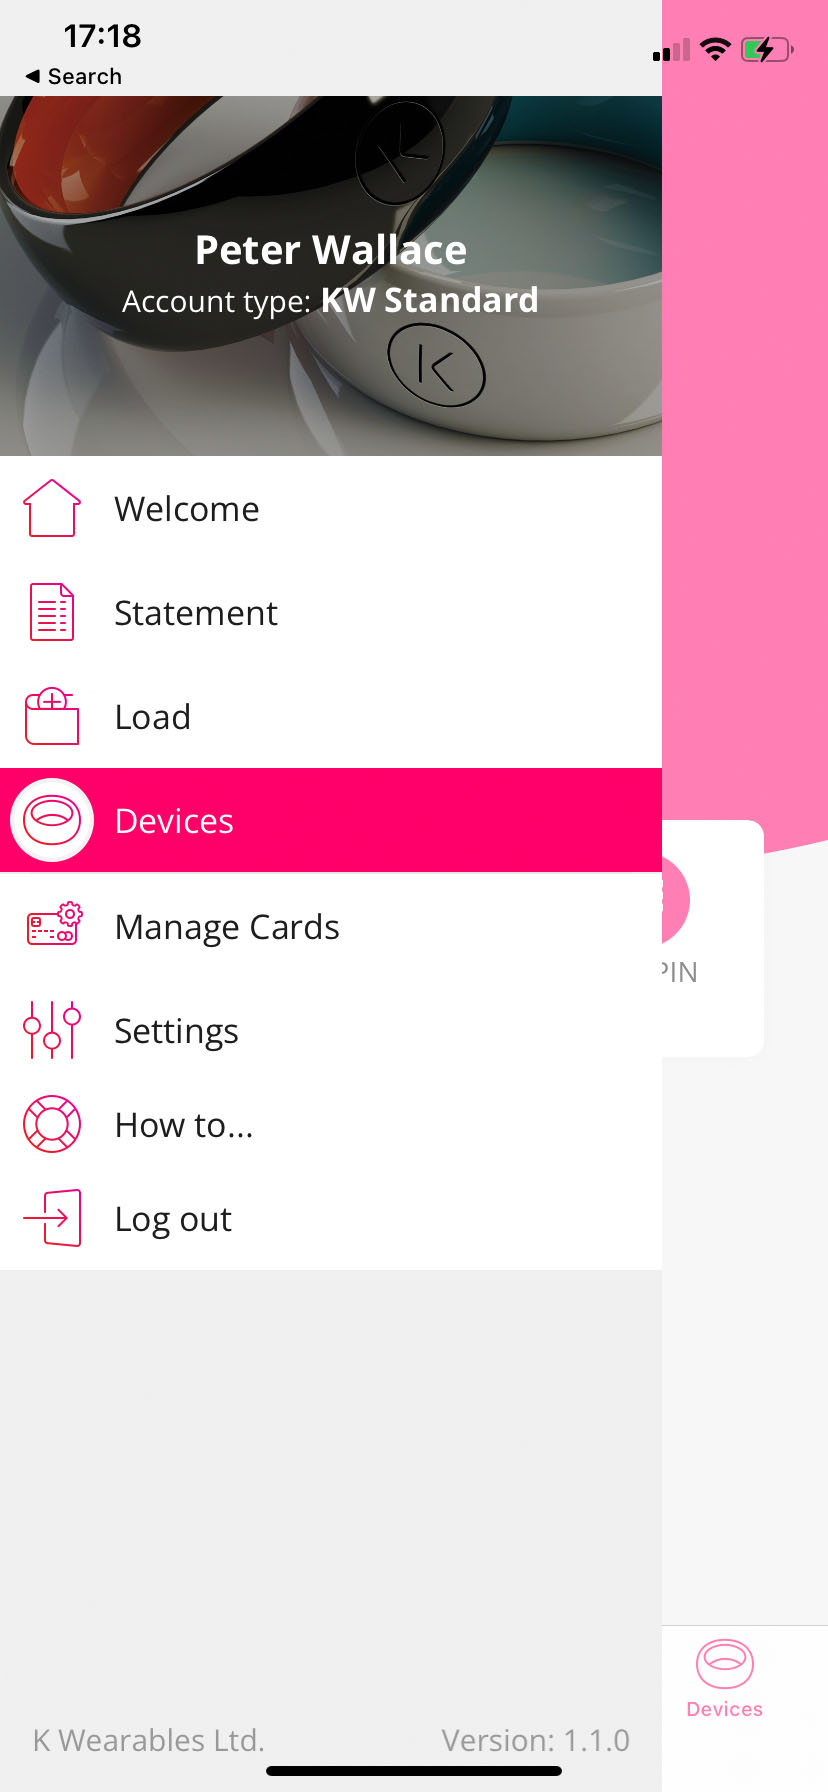 17:18
◀ Search
Peter Wallace
Account type: KW Standard
Welcome
Statement
Load
Devices
Manage Cards
PIN
Settings
How to...
Log out
Devices
K Wearables Ltd.
Version: 1.1.0